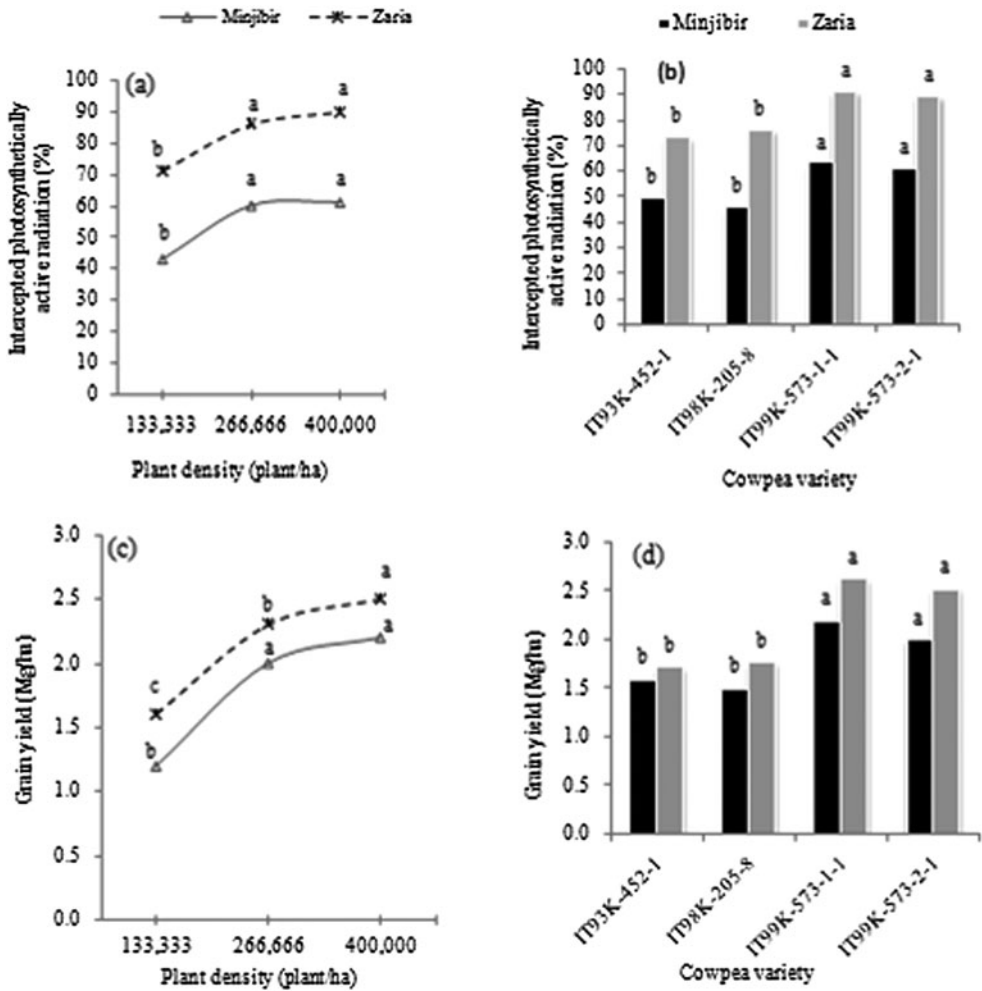 Minjibir Zaria
(a)
Intercepted photosynthetically
active radiation (%)
100
90
80
70
60
50
40
30
20
10
0
b
a
a
b
a
a
133,333 266,666 400,000
Plant density (plant/ha)
Minjibir Zaria
(b)
Intercepted photosynthetically
active radiation (%)
100
90
80
70
60
50
40
30
20
10
0
b
b
b
b
a
a
a
a
IT93K-452-1
IT98K-205-8
IT99K-573-1-1
IT99K-573-2-1
Cowpea variety
(c)
Grain yield (Mg/ha)
3.0
2.5
2.0
1.5
1.0
0.5
0.0
c
b
a
b
a
a
133,333 266,666 400,000
Plant density (plant/ha)
(d)
Grain yield (Mg/ha)
3.0
2.5
2.0
1.5
1.0
0.5
0.0
b
b
b
b
a
a
a
a
IT93K-452-1
IT98K-205-8
IT99K-573-1-1
IT99K-573-2-1
Cowpea variety